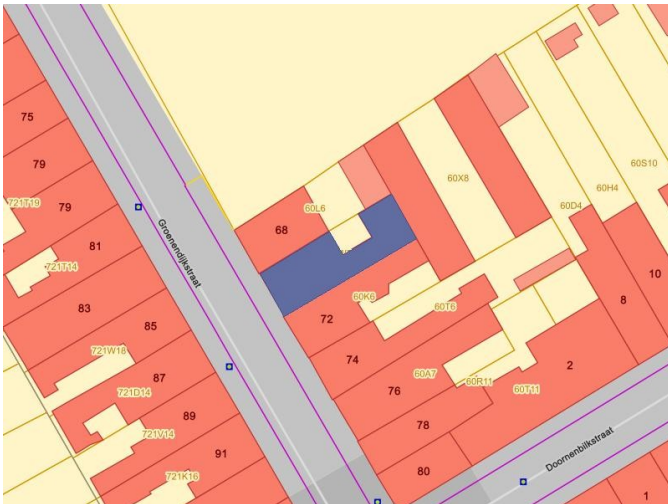 75
79
721T19
79
81
721T14
83
85
721W18
87
721D14
89
721V14
91
721K16
Groenendijkstraat
68
60L6
72
60K6
74
60T6
76
60A7
78
80
60R11
60T11
2
60X8
60D4
60H4
60S10
8
10
Doornenbilkstraat
1